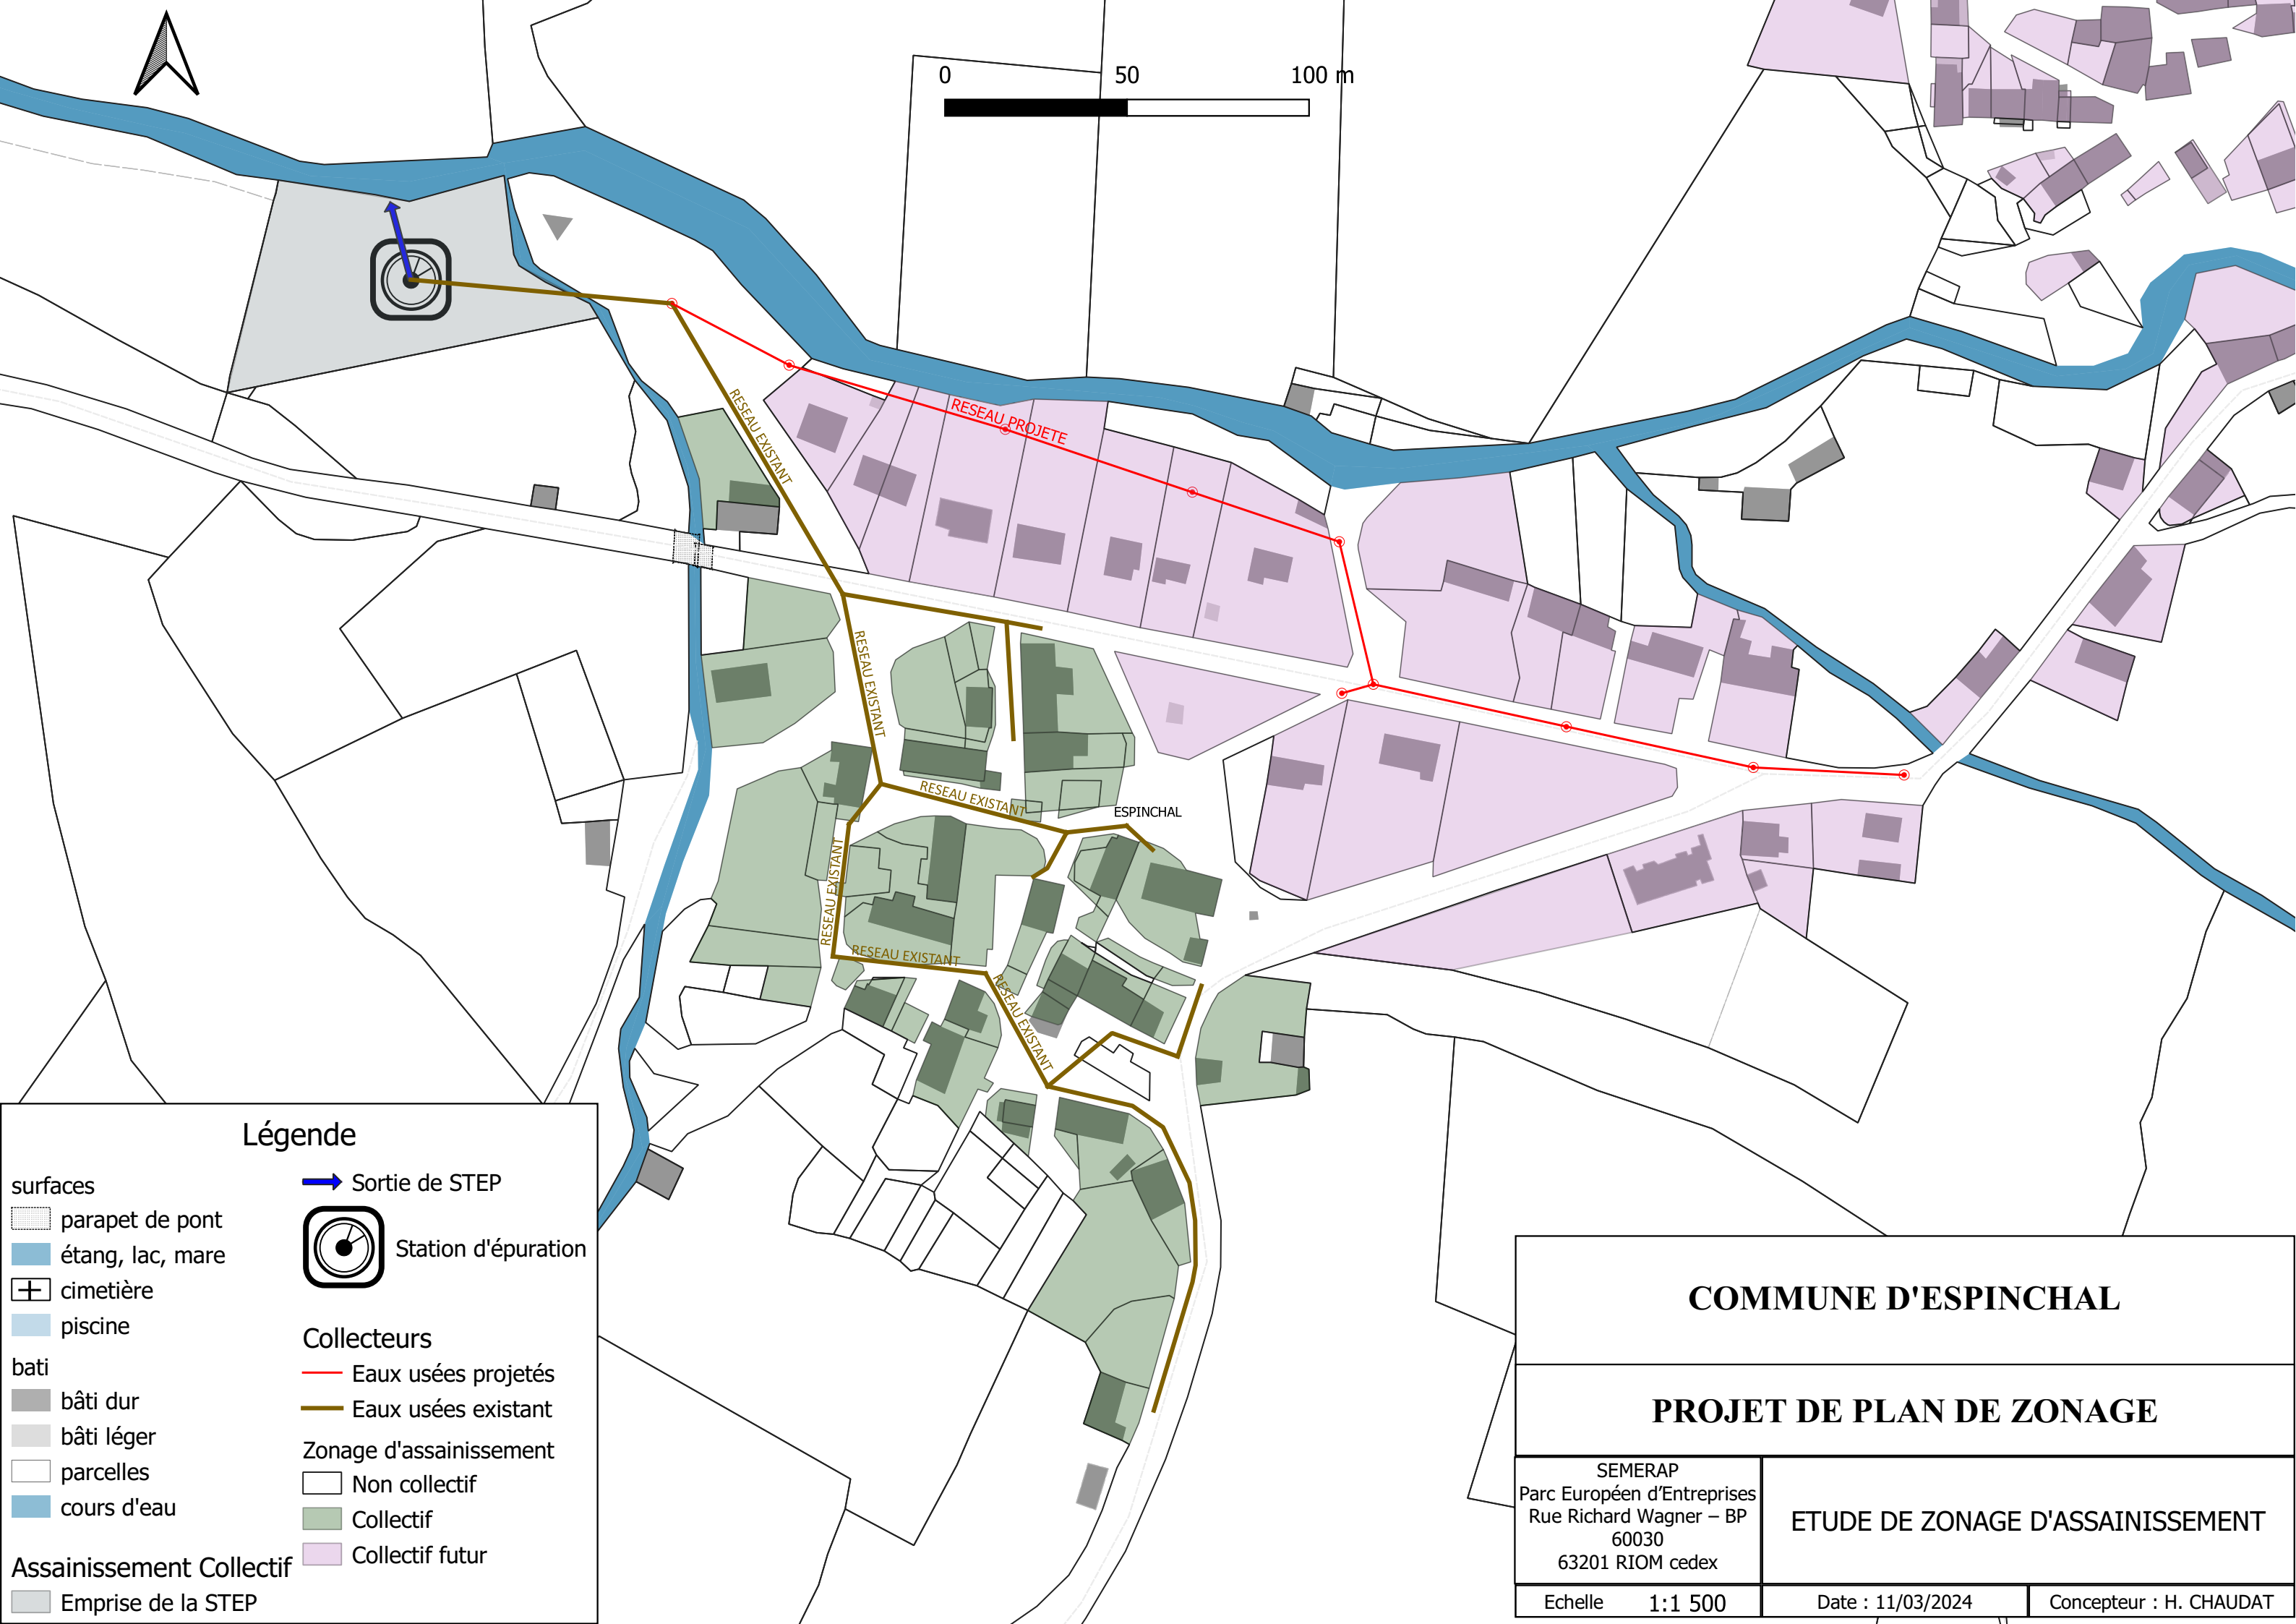 0 50 100 m
RESEAU PROJETE
RESEAU EXISTANT
RESEAU EXISTANT
RESEAU EXISTANT
ESPINCHAL
RESEAU EXISTANT
RESEAU EXISTANT
RESEAU EXISTANT
Légende
surfaces
parapet de pont
étang, lac, mare
cimetière
piscine
bati
bâti dur
bâti léger
parcelles
cours d'eau
Assainissement Collectif
Emprise de la STEP
Sortie de STEP
Station d'épuration
Collecteurs
Eaux usées projetés
Eaux usées existant
Zonage d'assainissement
Non collectif
Collectif
Collectif futur
COMMUNE D'ESPINCHAL
PROJET DE PLAN DE ZONAGE
SEMERAP
Parc Européen d’Entreprises
Rue Richard Wagner – BP
60030
63201 RIOM cedex
ETUDE DE ZONAGE D'ASSAINISSEMENT
Echelle 1:1 500
Date : 11/03/2024
Concepteur : H. CHAUDAT